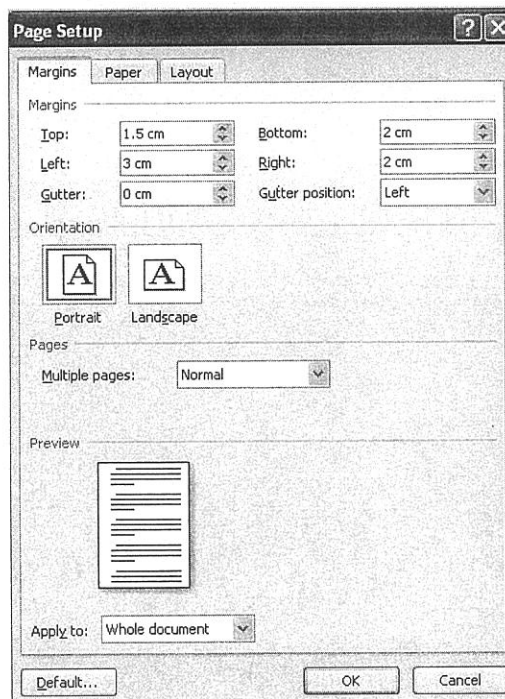 Page Setup
Margins Paper Layout
Margins
Top: 1.5 cm Bottom: 2 cm
Left: 3 cm Right: 2 cm
Gutter: 0 cm Gutter position: Left
Orientation
A A
Portrait Landscape
Pages
Multiple pages: Normal
Preview
Apply to: Whole document
Default... OK Cancel